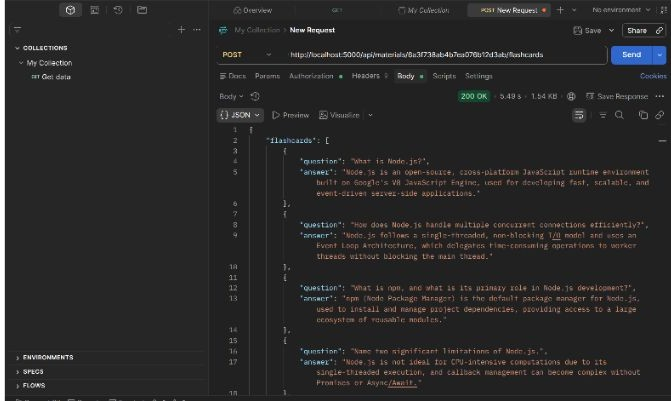 Overview
GET
My Collection
POST New Request
No environment
My Collection > New Request
Save
Share
COLLECTIONS
My Collection
GET Get data
POST
http://localhost:5000/api/materials/
/flashcards
Send
Docs Params Authorization Headers Body Scripts Settings
Cookies
Body
200 OK
5.49 s
1.54 KB
Save Response
{} JSON
Preview
Visualize
1 {
2 "flashcards": [
3 {
4 "question": "What is Node.js?",
5 "answer": "Node.js is an open-source, cross-platform JavaScript runtime environment
built on Google's V8 JavaScript Engine, used for developing fast, scalable, and
event-driven server-side applications."
6 },
7 {
8 "question": "How does Node.js handle multiple concurrent connections efficiently?",
9 "answer": "Node.js follows a single-threaded, non-blocking I/O model and uses an
Event Loop Architecture, which delegates time-consuming operations to worker
threads without blocking the main thread."
10 },
11 {
12 "question": "What is npm, and what is its primary role in Node.js development?",
13 "answer": "npm (Node Package Manager) is the default package manager for Node.js,
used to install and manage project dependencies, providing access to a large
ecosystem of reusable modules."
14 },
15 {
16 "question": "Name two significant limitations of Node.js.",
17 "answer": "Node.js is not ideal for CPU-intensive computations due to its
single-threaded execution, and callback management can become complex without
Promises or Async/Await."
18 },
ENVIRONMENTS
SPECS
FLOWS